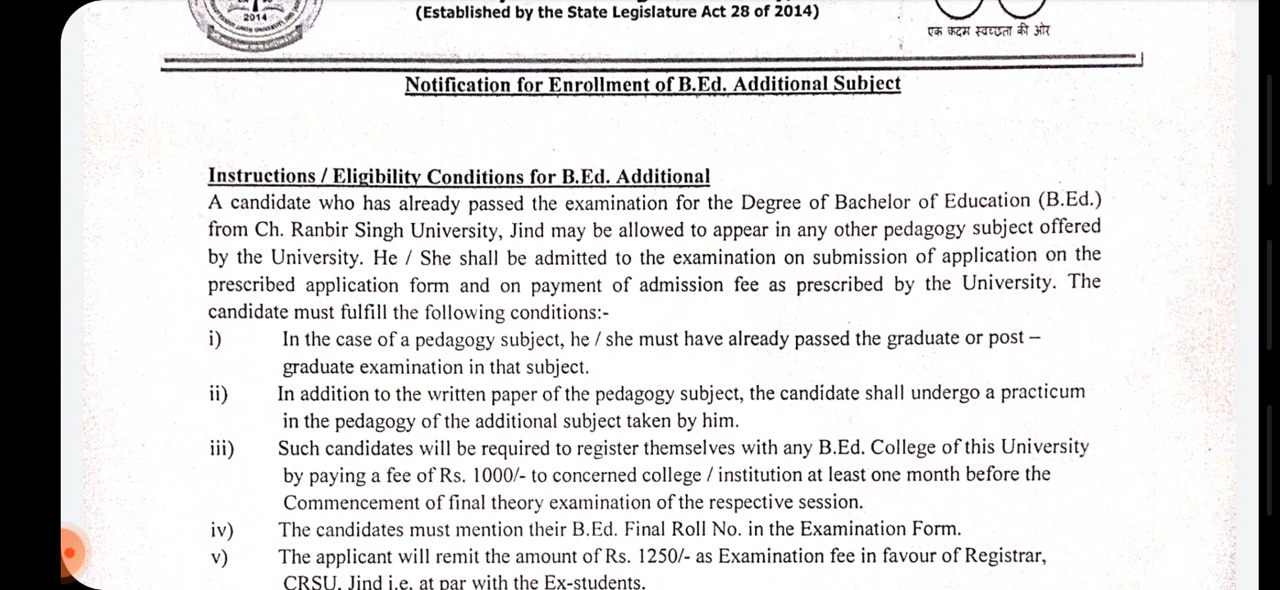 2014
(Established by the State Legislature Act 28 of 2014)
एक कदम स्वच्छता की ओर
Notification for Enrollment of B.Ed. Additional Subject
Instructions / Eligibility Conditions for B.Ed. Additional
A candidate who has already passed the examination for the Degree of Bachelor of Education (B.Ed.)
from Ch. Ranbir Singh University, Jind may be allowed to appear in any other pedagogy subject offered
by the University. He / She shall be admitted to the examination on submission of application on the
prescribed application form and on payment of admission fee as prescribed by the University. The
candidate must fulfill the following conditions:-
i) In the case of a pedagogy subject, he / she must have already passed the graduate or post –
graduate examination in that subject.
ii) In addition to the written paper of the pedagogy subject, the candidate shall undergo a practicum
in the pedagogy of the additional subject taken by him.
iii) Such candidates will be required to register themselves with any B.Ed. College of this University
by paying a fee of Rs. 1000/- to concerned college / institution at least one month before the
Commencement of final theory examination of the respective session.
iv) The candidates must mention their B.Ed. Final Roll No. in the Examination Form.
v) The applicant will remit the amount of Rs. 1250/- as Examination fee in favour of Registrar,
CRSU, Jind i.e. at par with the Ex-students.